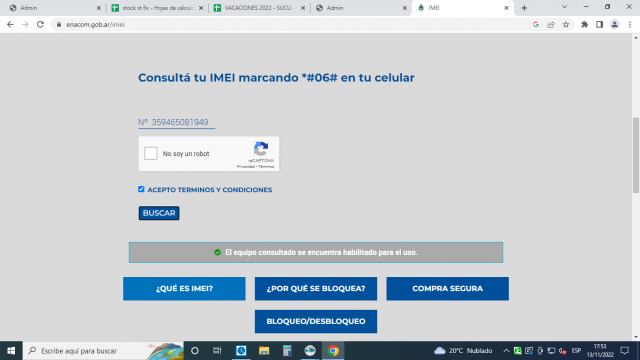 Admin
stock st fix - Hojas de cálculo
VACACIONES 2022 - SUCU -
Admin
IMEI
enacom.gob.ar/imei
Consultá tu IMEI marcando *#06# en tu celular
Nº 359465081949
No soy un robot
reCAPTCHA
Privacidad - Términos
ACEPTO TERMINOS Y CONDICIONES
BUSCAR
El equipo consultado se encuentra habilitado para el uso.
¿QUÉ ES IMEI?
¿POR QUÉ SE BLOQUEA?
COMPRA SEGURA
BLOQUEO/DESBLOQUEO
Escribe aquí para buscar
20°C Nublado
ESP
17:53
13/11/2022